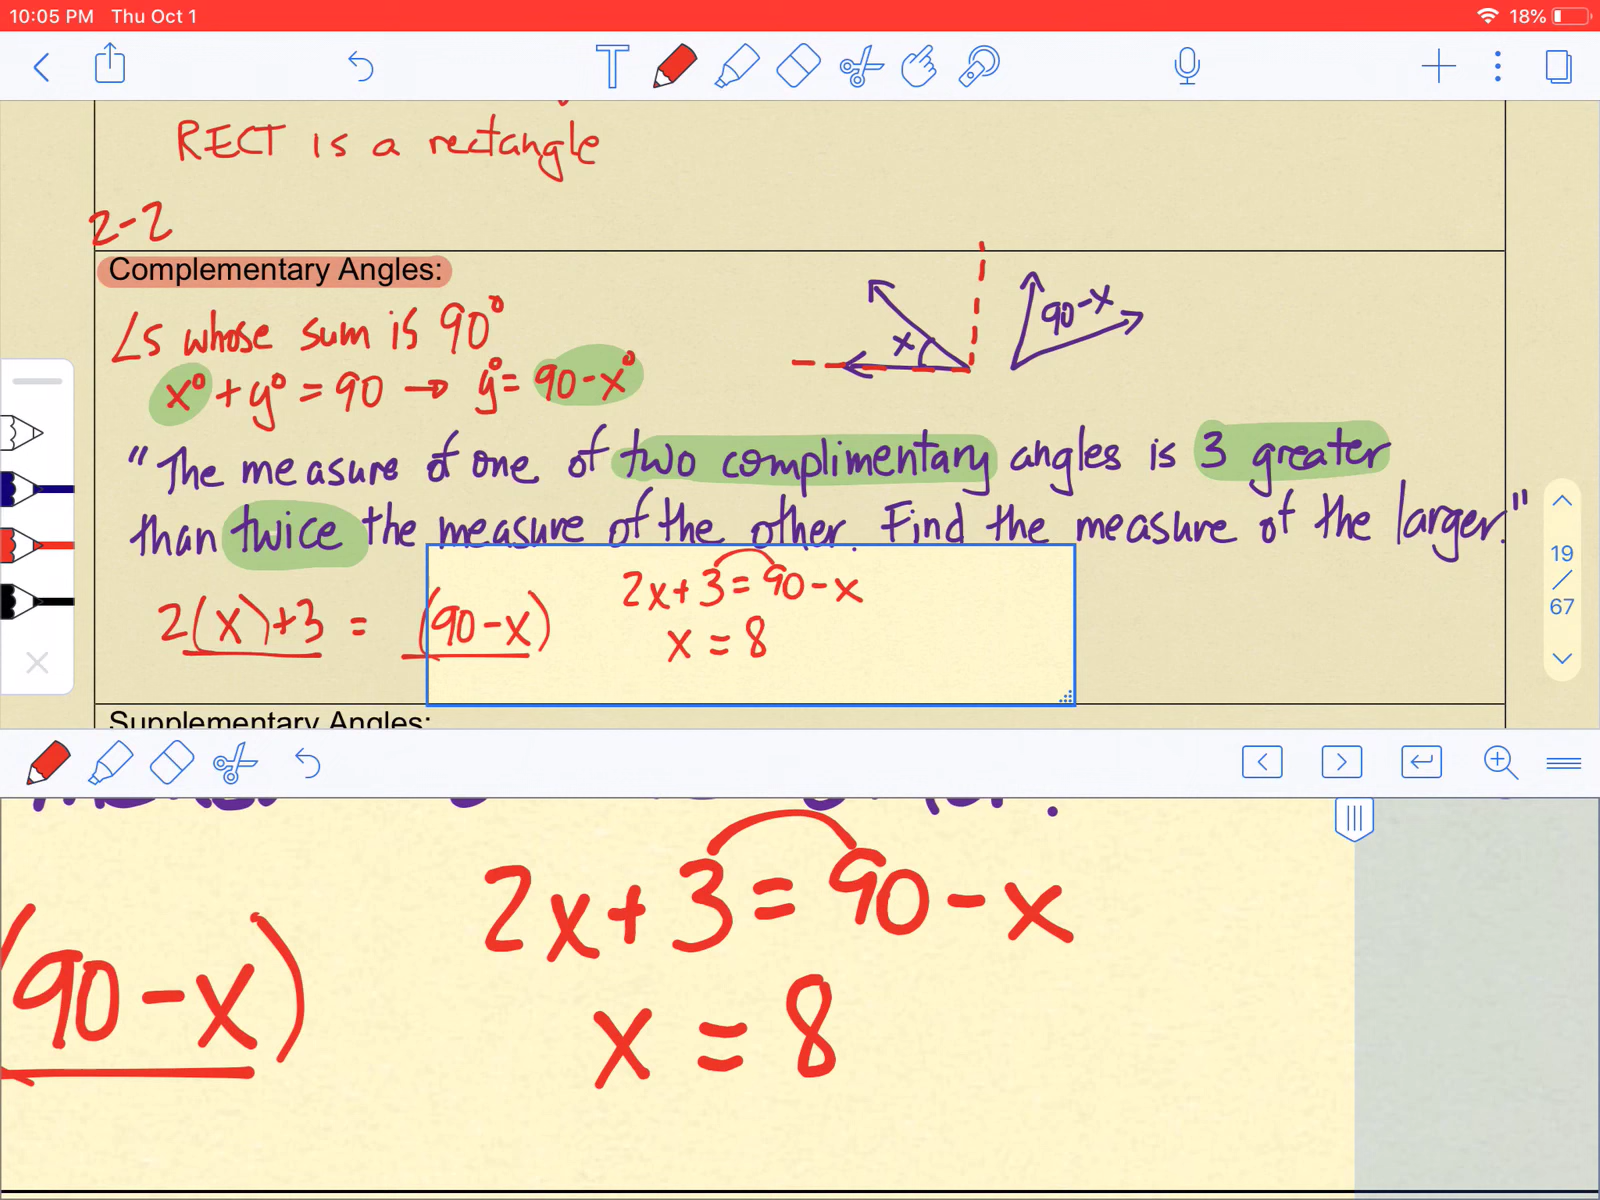 10:05 PM Thu Oct 1 18%
RECT is a rectangle
2-2
Complementary Angles:
∠s whose sum is 90°
x° + y° = 90 → y° = 90-x°
x
90-x
"The measure of one of two complimentary angles is 3 greater
than twice the measure of the other. Find the measure of the larger."
2(x)+3 = (90-x)
2x+3=90-x
x = 8
19
/
67
Supplementary Angles:
2x+3=90-x
(90-x)
x = 8